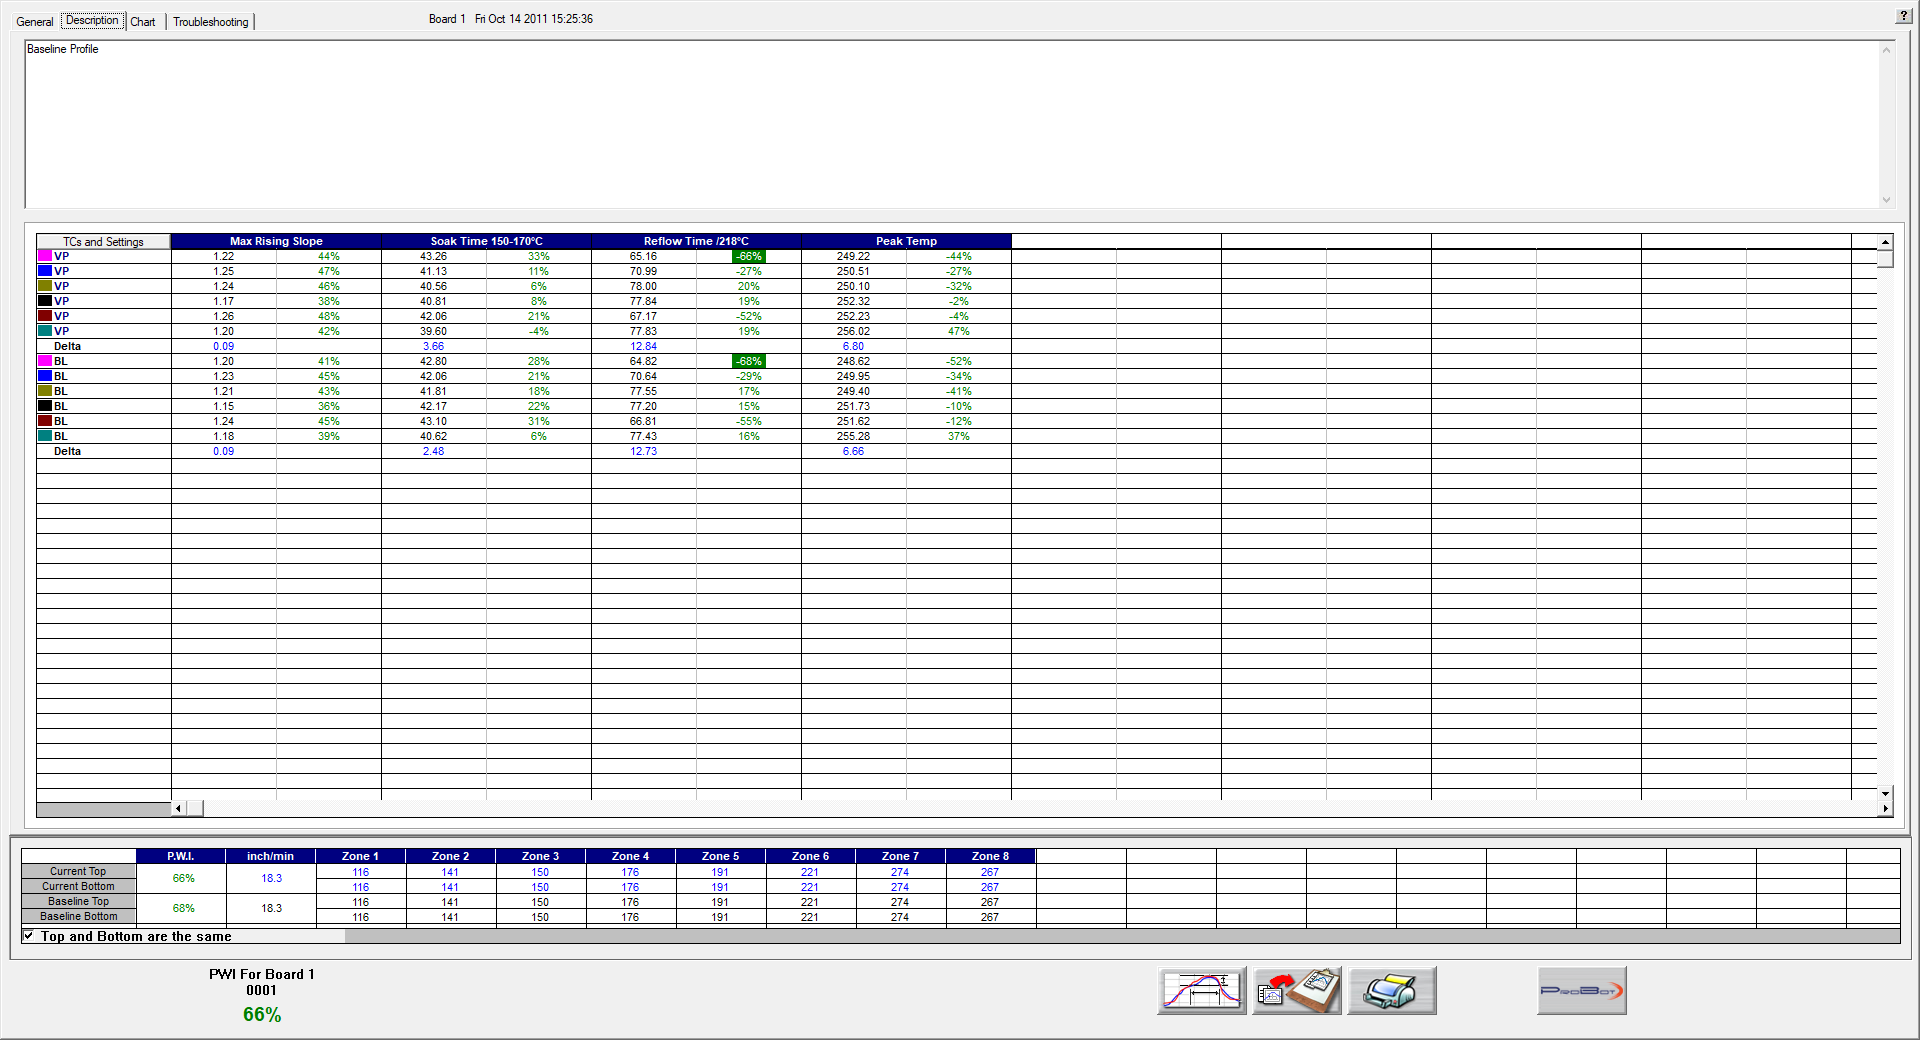 General Description Chart Troubleshooting Board 1 Fri Oct 14 2011 15:25:36 ?
Baseline Profile
TCs and Settings Max Rising Slope Soak Time 150-170°C Reflow Time /218°C Peak Temp
VP 1.22 44% 43.26 33% 65.16 -66% 249.22 -44%
VP 1.25 47% 41.13 11% 70.99 -27% 250.51 -27%
VP 1.24 46% 40.56 6% 78.00 20% 250.10 -32%
VP 1.17 38% 40.81 8% 77.84 19% 252.32 -2%
VP 1.26 48% 42.06 21% 67.17 -52% 252.23 -4%
VP 1.20 42% 39.60 -4% 77.83 19% 256.02 47%
Delta 0.09 3.66 12.84 6.80
BL 1.20 41% 42.80 28% 64.82 -68% 248.62 -52%
BL 1.23 45% 42.06 21% 70.64 -29% 249.95 -34%
BL 1.21 43% 41.81 18% 77.55 17% 249.40 -41%
BL 1.15 36% 42.17 22% 77.20 15% 251.73 -10%
BL 1.24 45% 43.10 31% 66.81 -55% 251.62 -12%
BL 1.18 39% 40.62 6% 77.43 16% 255.28 37%
Delta 0.09 2.48 12.73 6.66
P.W.I. inch/min Zone 1 Zone 2 Zone 3 Zone 4 Zone 5 Zone 6 Zone 7 Zone 8
Current Top 66% 18.3 116 141 150 176 191 221 274 267
Current Bottom 116 141 150 176 191 221 274 267
Baseline Top 68% 18.3 116 141 150 176 191 221 274 267
Baseline Bottom 116 141 150 176 191 221 274 267
Top and Bottom are the same
PWI For Board 1
0001
66%
PROBOT